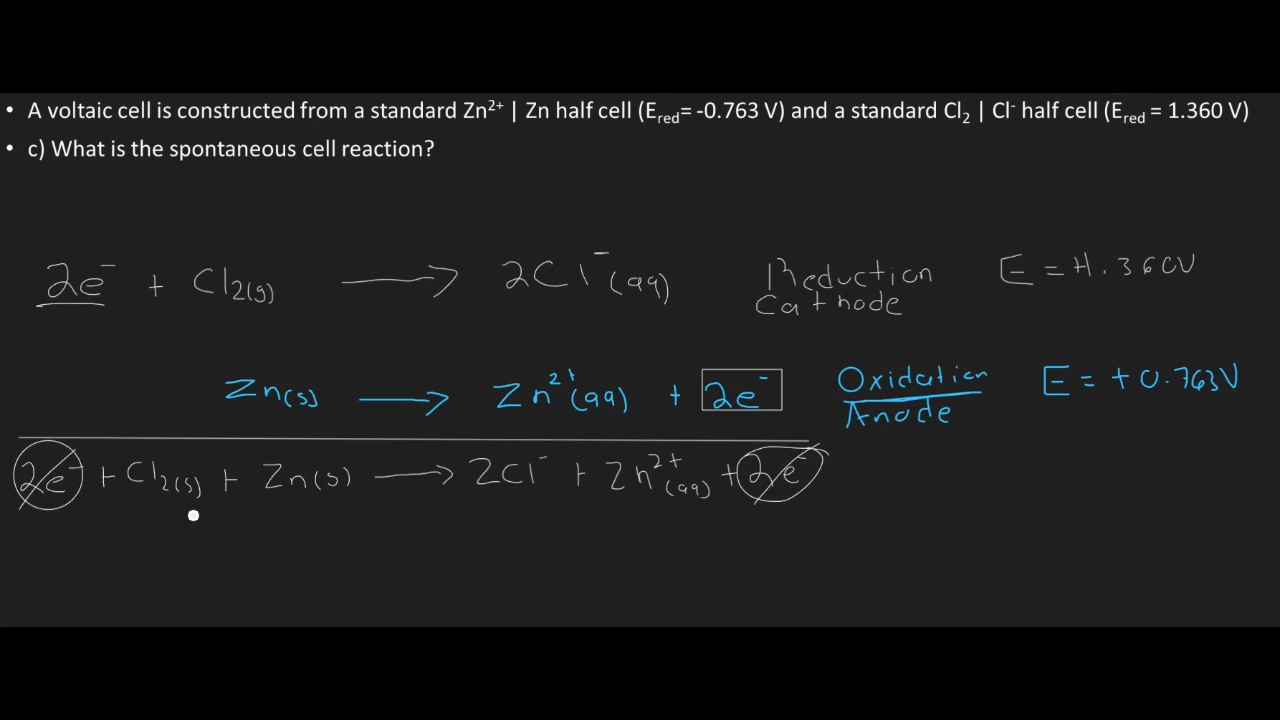 • A voltaic cell is constructed from a standard Zn²⁺ | Zn half cell (E_red= -0.763 V) and a standard Cl₂ | Cl⁻ half cell (E_red = 1.360 V)
• c) What is the spontaneous cell reaction?
2e⁻ + Cl₂(g) ⟶ 2Cl⁻(aq) Reduction E = +1.360V
Cathode
Zn(s) ⟶ Zn²⁺(aq) + 2e⁻ Oxidation E = +0.763V
Anode
2e⁻ + Cl₂(s) + Zn(s) ⟶ 2Cl⁻ + Zn²⁺(aq) + 2e⁻